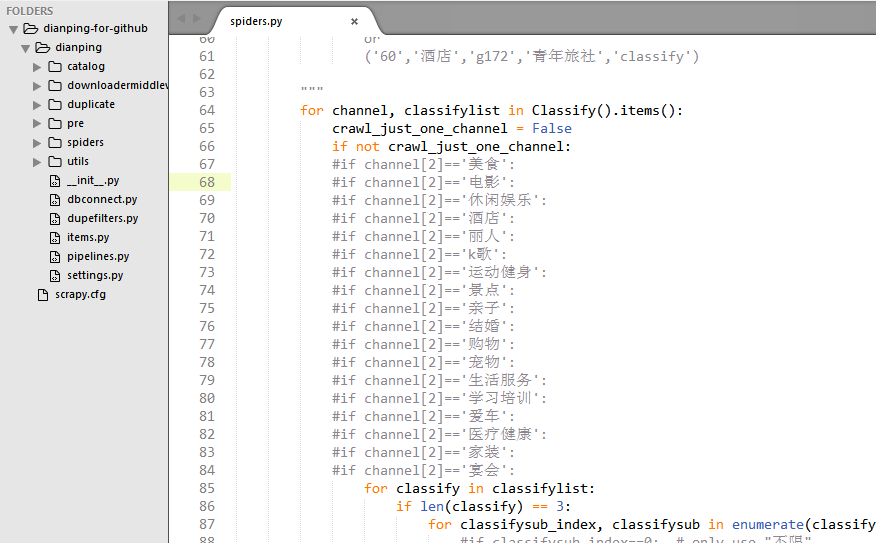 FOLDERS
dianping-for-github
dianping
catalog
downloadermiddlew
duplicate
pre
spiders
utils
__init__.py
dbconnect.py
dupefilters.py
items.py
pipelines.py
settings.py
scrapy.cfg
spiders.py
60 or
61 ('60','酒店','g172','青年旅社','classify')
62
63 """
64 for channel, classifylist in Classify().items():
65 crawl_just_one_channel = False
66 if not crawl_just_one_channel:
67 #if channel[2]=='美食':
68 #if channel[2]=='电影':
69 #if channel[2]=='休闲娱乐':
70 #if channel[2]=='酒店':
71 #if channel[2]=='丽人':
72 #if channel[2]=='k歌':
73 #if channel[2]=='运动健身':
74 #if channel[2]=='景点':
75 #if channel[2]=='亲子':
76 #if channel[2]=='结婚':
77 #if channel[2]=='购物':
78 #if channel[2]=='宠物':
79 #if channel[2]=='生活服务':
80 #if channel[2]=='学习培训':
81 #if channel[2]=='爱车':
82 #if channel[2]=='医疗健康':
83 #if channel[2]=='家装':
84 #if channel[2]=='宴会':
85 for classify in classifylist:
86 if len(classify) == 3:
87 for classifysub_index, classifysub in enumerate(classify
88 #if classifysub_index==0: # only use "不限"